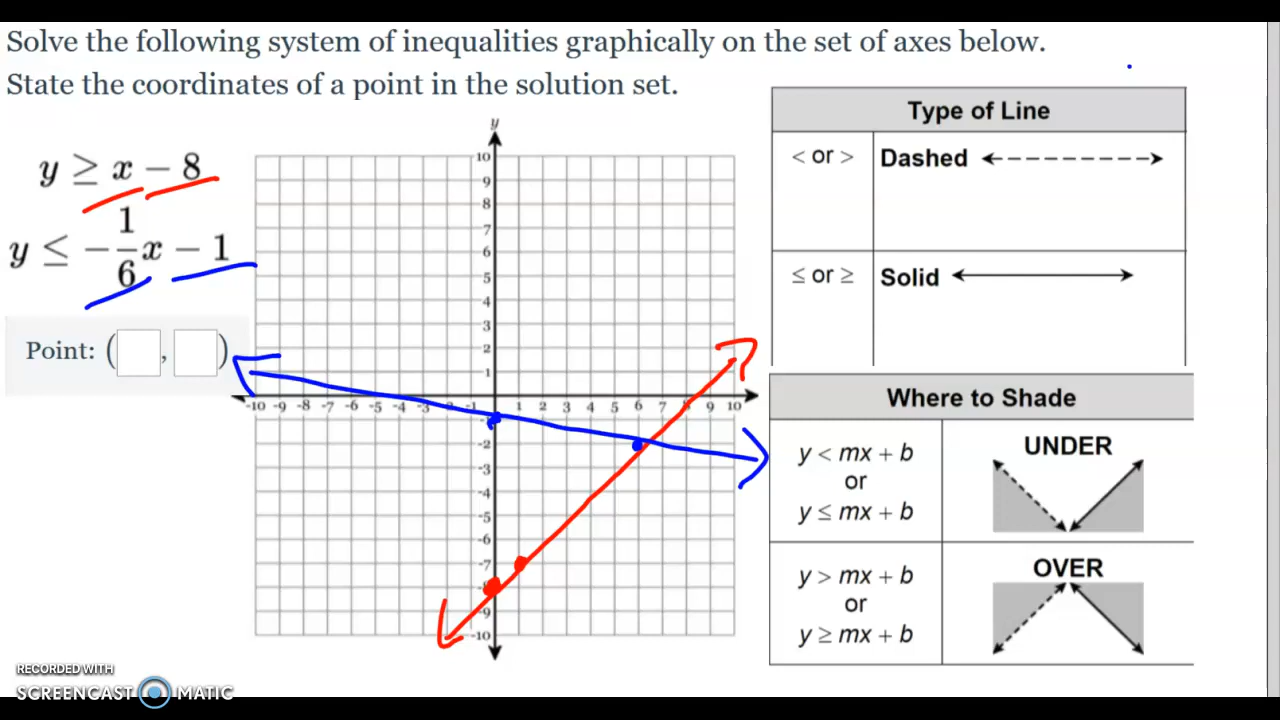 Solve the following system of inequalities graphically on the set of axes below.
State the coordinates of a point in the solution set.
y ≥ x − 8
y ≤ −1/6x − 1
Point: ( , )
y
10
9
8
7
6
5
4
3
2
1
-10 -9 -8 -7 -6 -5 -4 -3 -2 -1 1 2 3 4 5 6 7 8 9 10
-2
-3
-4
-5
-6
-7
-9
-10
Type of Line
< or > Dashed
≤ or ≥ Solid
Where to Shade
y < mx + b
or
y ≤ mx + b
UNDER
y > mx + b
or
y ≥ mx + b
OVER
RECORDED WITH
SCREENCAST MATIC